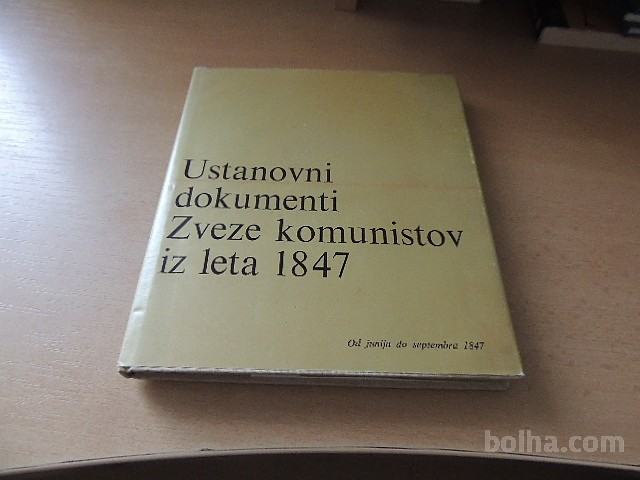 Ustanovni
dokumenti
Zveze komunistov
iz leta 1847
Od junija do septembra 1847
bolha.com